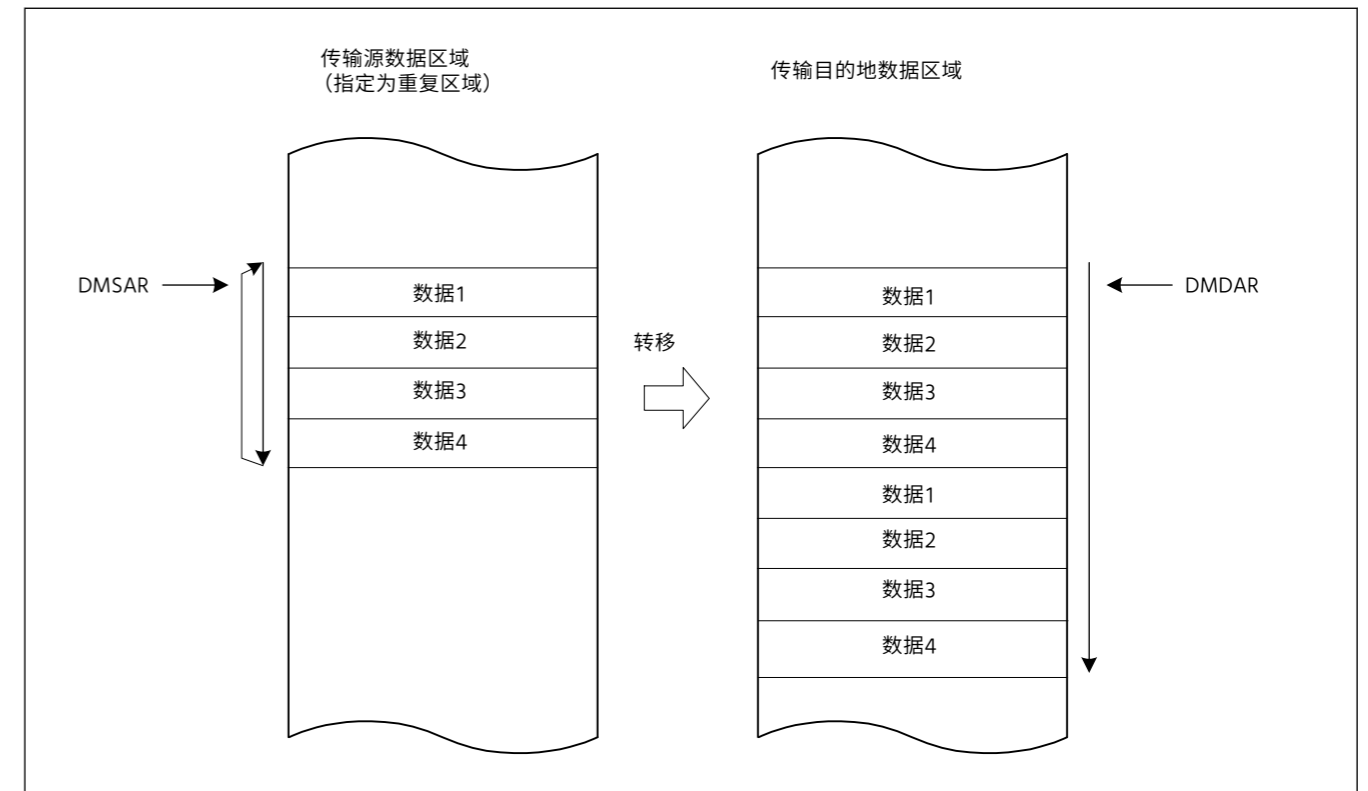 传输源数据区域
（指定为重复区域）
传输目的地数据区域
DMSAR
数据1
数据2
数据3
数据4
转移
数据1
数据2
数据3
数据4
数据1
数据2
数据3
数据4
DMDAR